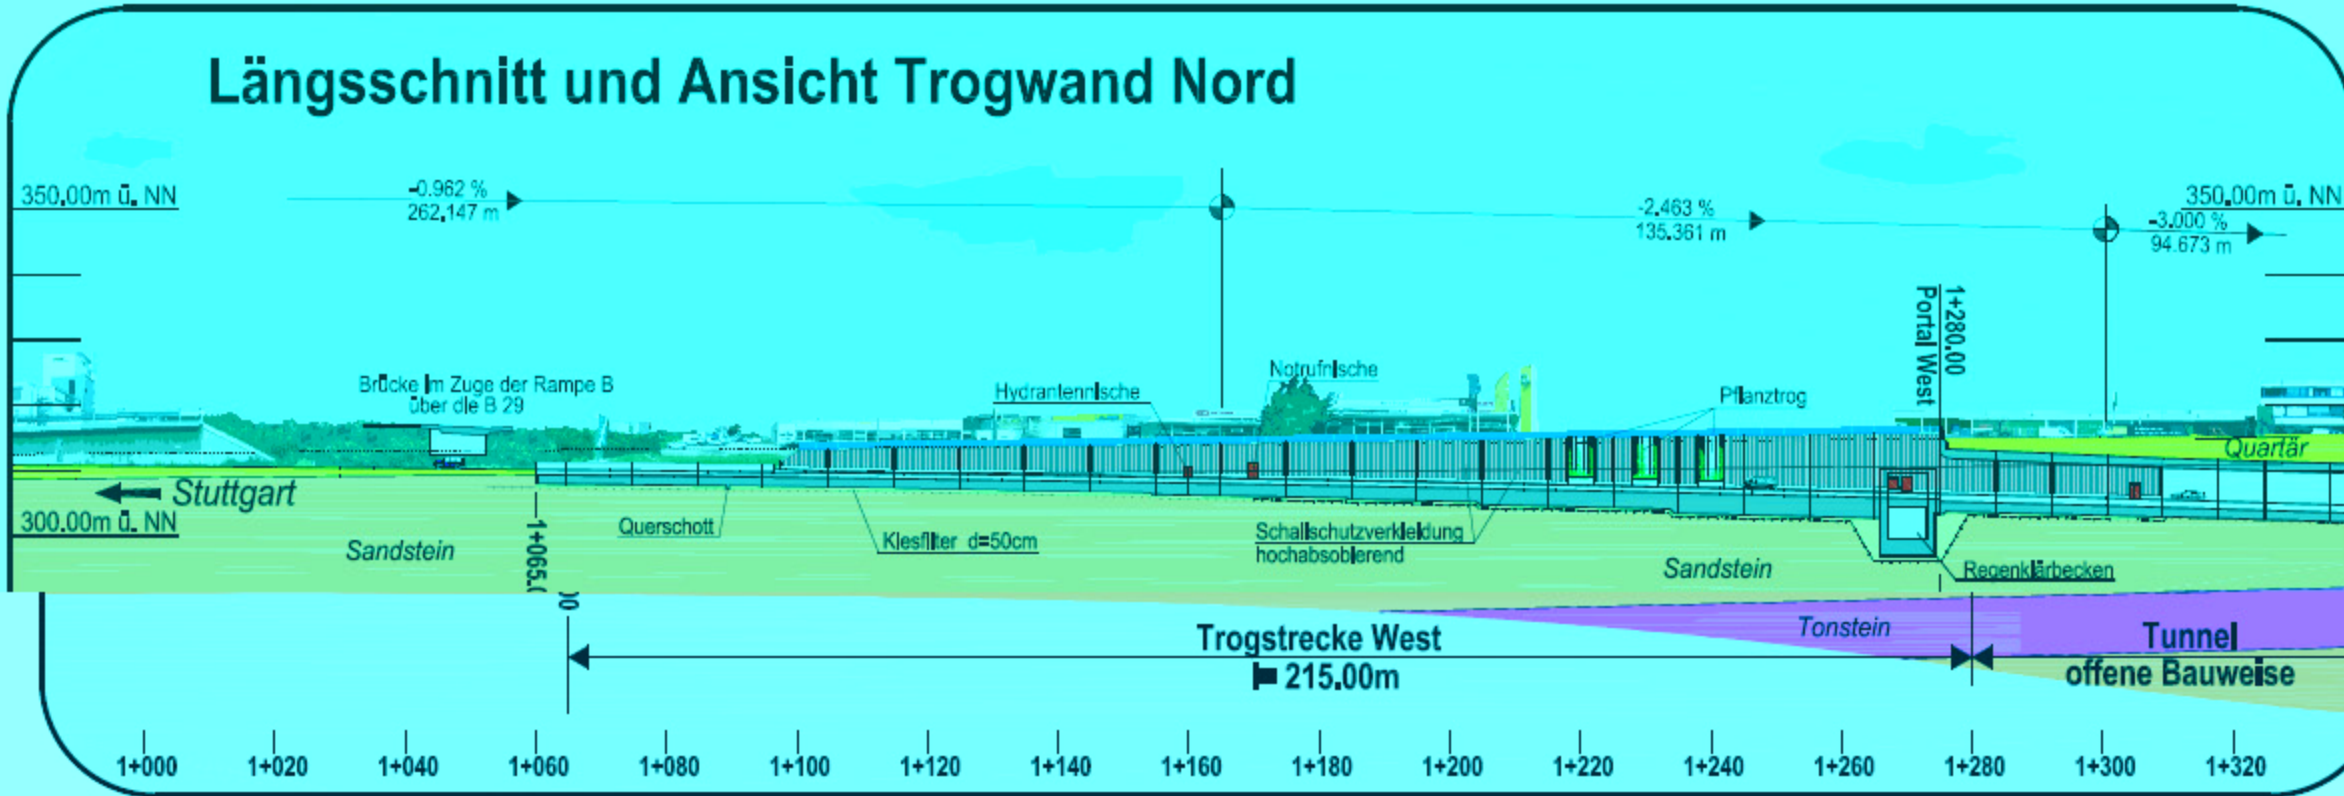 Längsschnitt und Ansicht Trogwand Nord
350.00m ü. NN
-0.962 %
262.147 m
-2.463 %
135.361 m
350.00m ü. NN
-3.000 %
94.673 m
1+280.00
Portal West
Brücke im Zuge der Rampe B
über die B 29
Hydrantennische
Notrufnische
Pflanztrog
Quartär
Stuttgart
300.00m ü. NN
Sandstein
1+065.00
Querschott
Kiesfilter d=50cm
Schallschutzverkleidung
hochabsobierend
Sandstein
Regenklärbecken
Trogstrecke West
215.00m
Tonstein
Tunnel
offene Bauweise
1+000 1+020 1+040 1+060 1+080 1+100 1+120 1+140 1+160 1+180 1+200 1+220 1+240 1+260 1+280 1+300 1+320